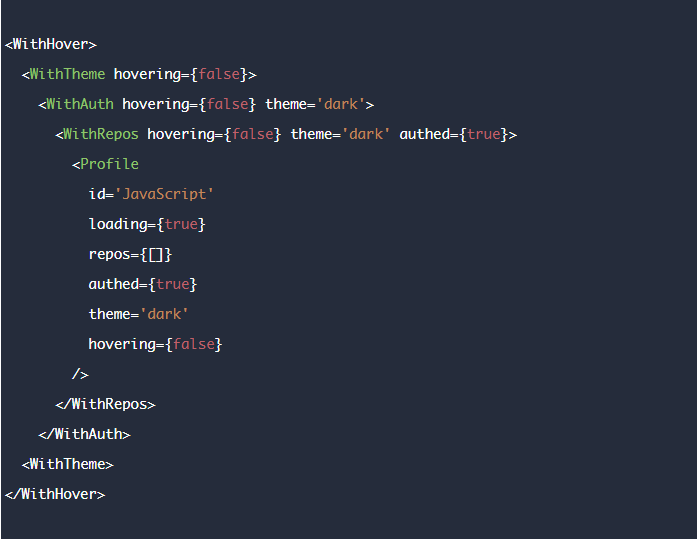 <WithHover>
<WithTheme hovering={false}>
<WithAuth hovering={false} theme='dark'>
<WithRepos hovering={false} theme='dark' authed={true}>
<Profile
id='JavaScript'
loading={true}
repos={[]}
authed={true}
theme='dark'
hovering={false}
/>
</WithRepos>
</WithAuth>
<WithTheme>
</WithHover>